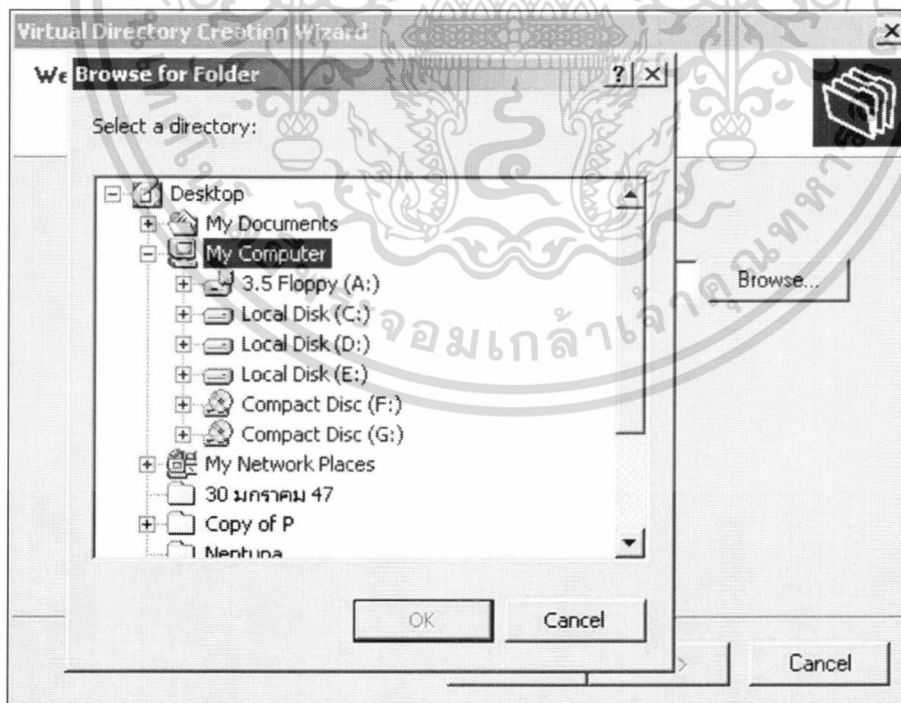 Virtual Directory Creation Wizard
We
Browse for Folder
Select a directory:
Desktop
My Documents
My Computer
3.5 Floppy (A:)
Local Disk (C:)
Local Disk (D:)
Local Disk (E:)
Compact Disc (F:)
Compact Disc (G:)
My Network Places
30 มกราคม 47
Copy of P
Neptuna
Browse...
OK
Cancel
>
Cancel
จอมเกล้าเจ้าคุณทหาร